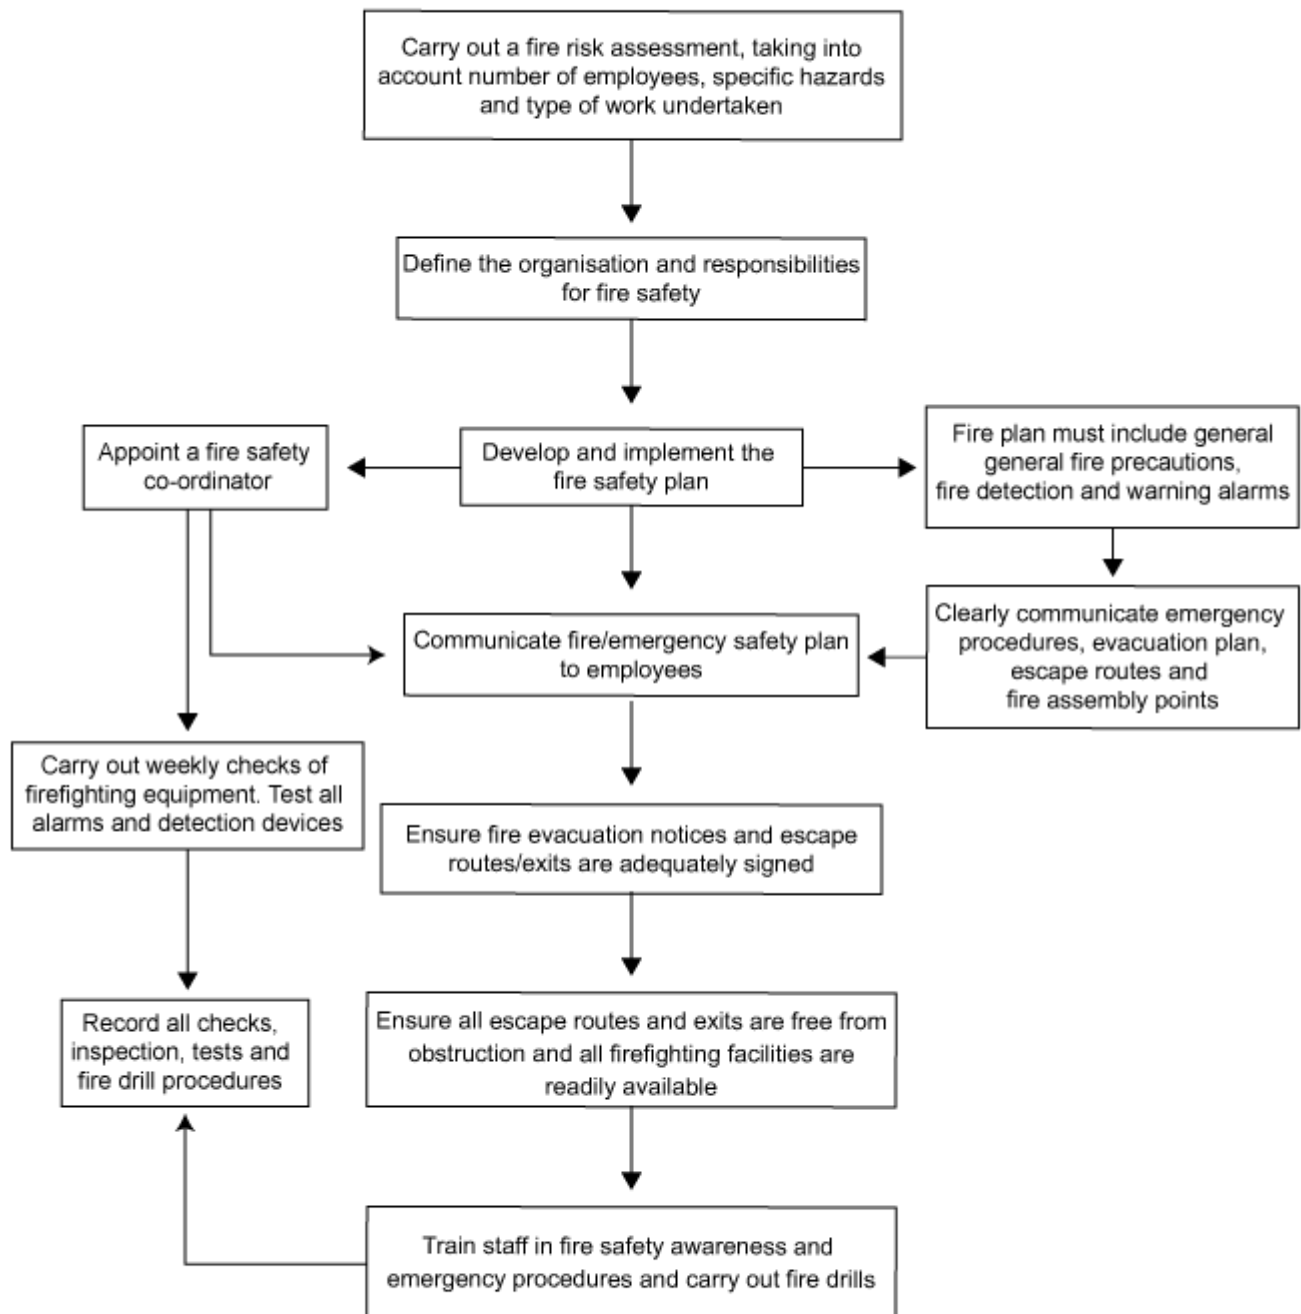 Carry out a fire risk assessment, taking into
account number of employees, specific hazards
and type of work undertaken
Define the organisation and responsibilities
for fire safety
Appoint a fire safety
co-ordinator
Develop and implement the
fire safety plan
Fire plan must include general
general fire precautions,
fire detection and warning alarms
Communicate fire/emergency safety plan
to employees
Clearly communicate emergency
procedures, evacuation plan,
escape routes and
fire assembly points
Carry out weekly checks of
firefighting equipment. Test all
alarms and detection devices
Ensure fire evacuation notices and escape
routes/exits are adequately signed
Record all checks,
inspection, tests and
fire drill procedures
Ensure all escape routes and exits are free from
obstruction and all firefighting facilities are
readily available
Train staff in fire safety awareness and
emergency procedures and carry out fire drills